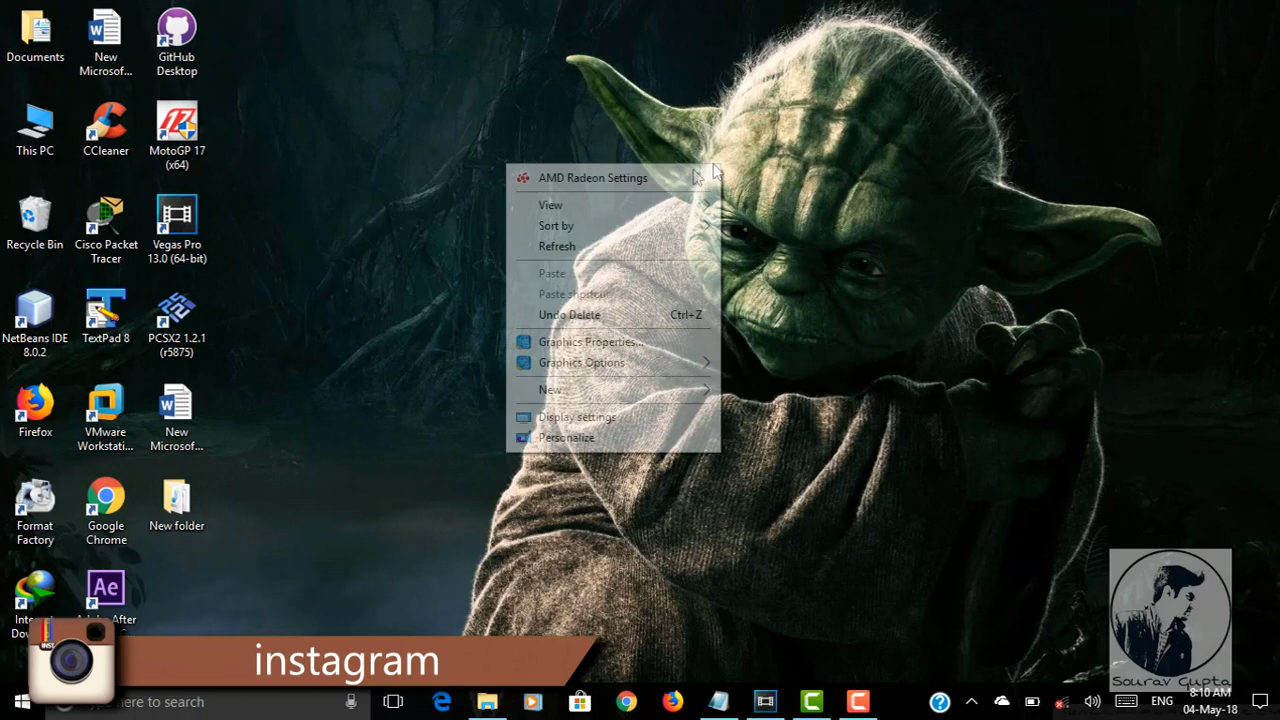 Documents
New
Microsof...
GitHub
Desktop
This PC
CCleaner
MotoGP 17
(x64)
Recycle Bin
Cisco Packet
Tracer
Vegas Pro
13.0 (64-bit)
NetBeans IDE
8.0.2
TextPad 8
PCSX2 1.2.1
(r5875)
Firefox
VMware
Workstati...
New
Microsof...
Format
Factory
Google
Chrome
New folder
Ae
AMD Radeon Settings
View
Sort by
Refresh
Paste
Paste shortcut
Undo Delete Ctrl+Z
Graphics Properties...
Graphics Options
New
Display settings
Personalize
INST
instagram
here to search
Sourav Gupta
ENG
8:10 AM
04-May-18